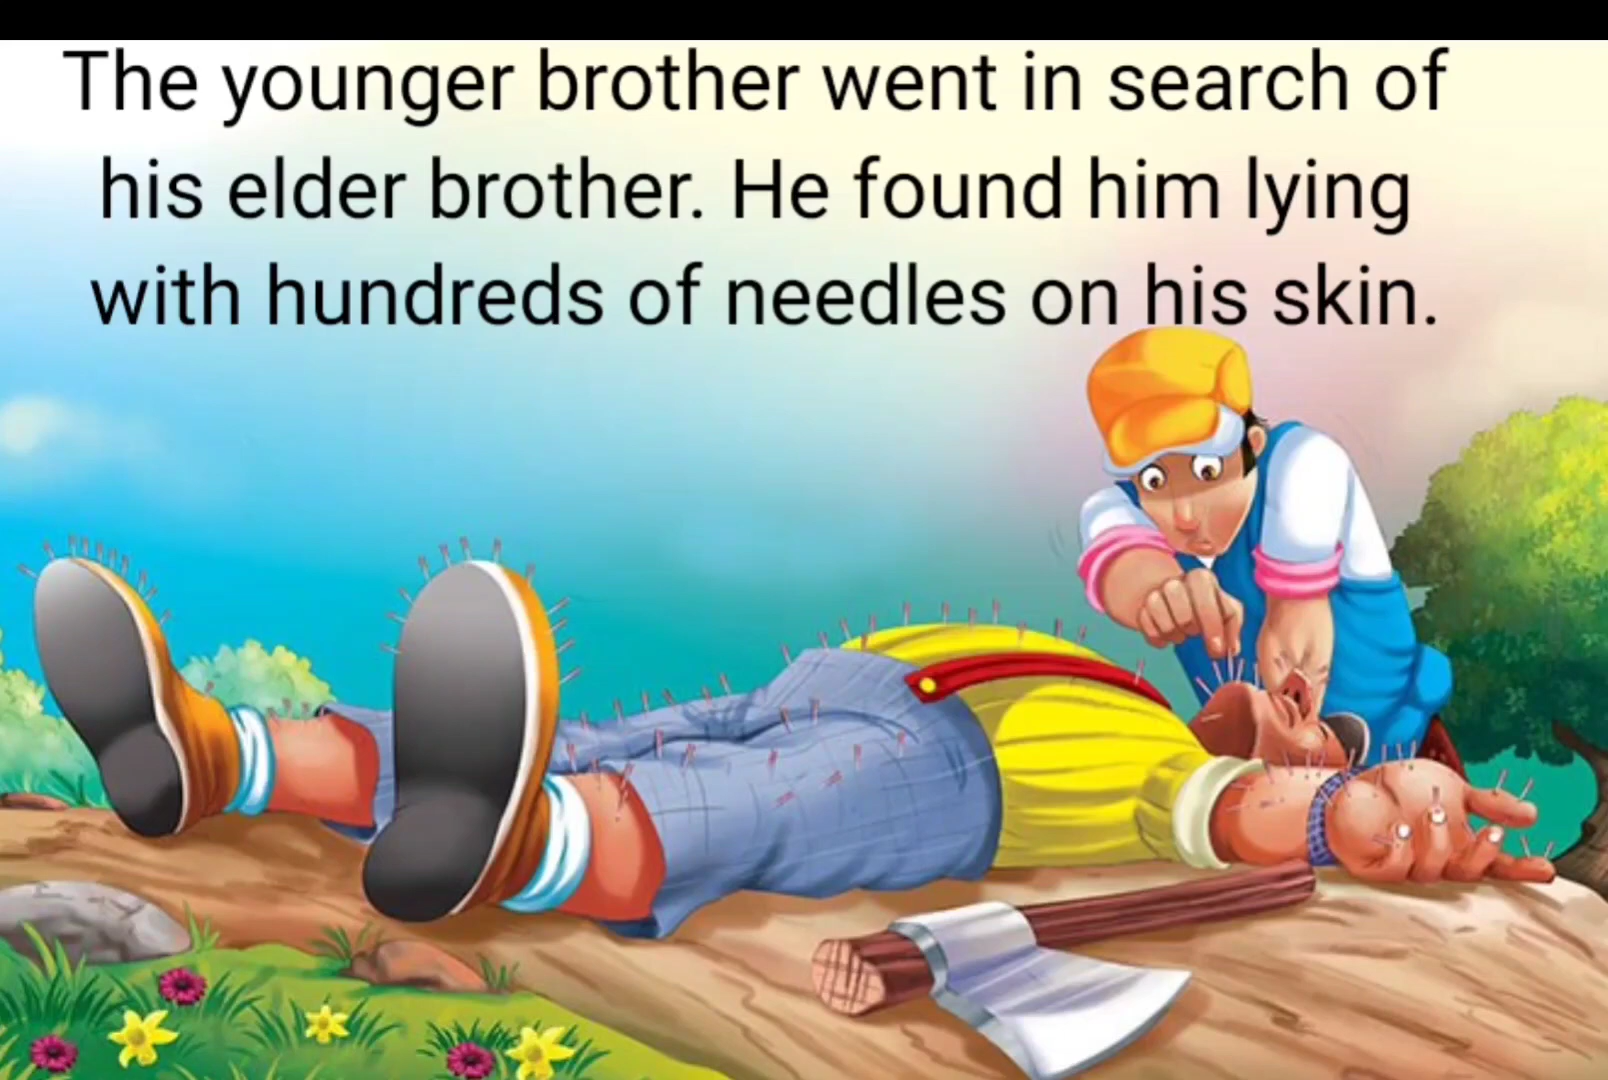 The younger brother went in search of
his elder brother. He found him lying
with hundreds of needles on his skin.